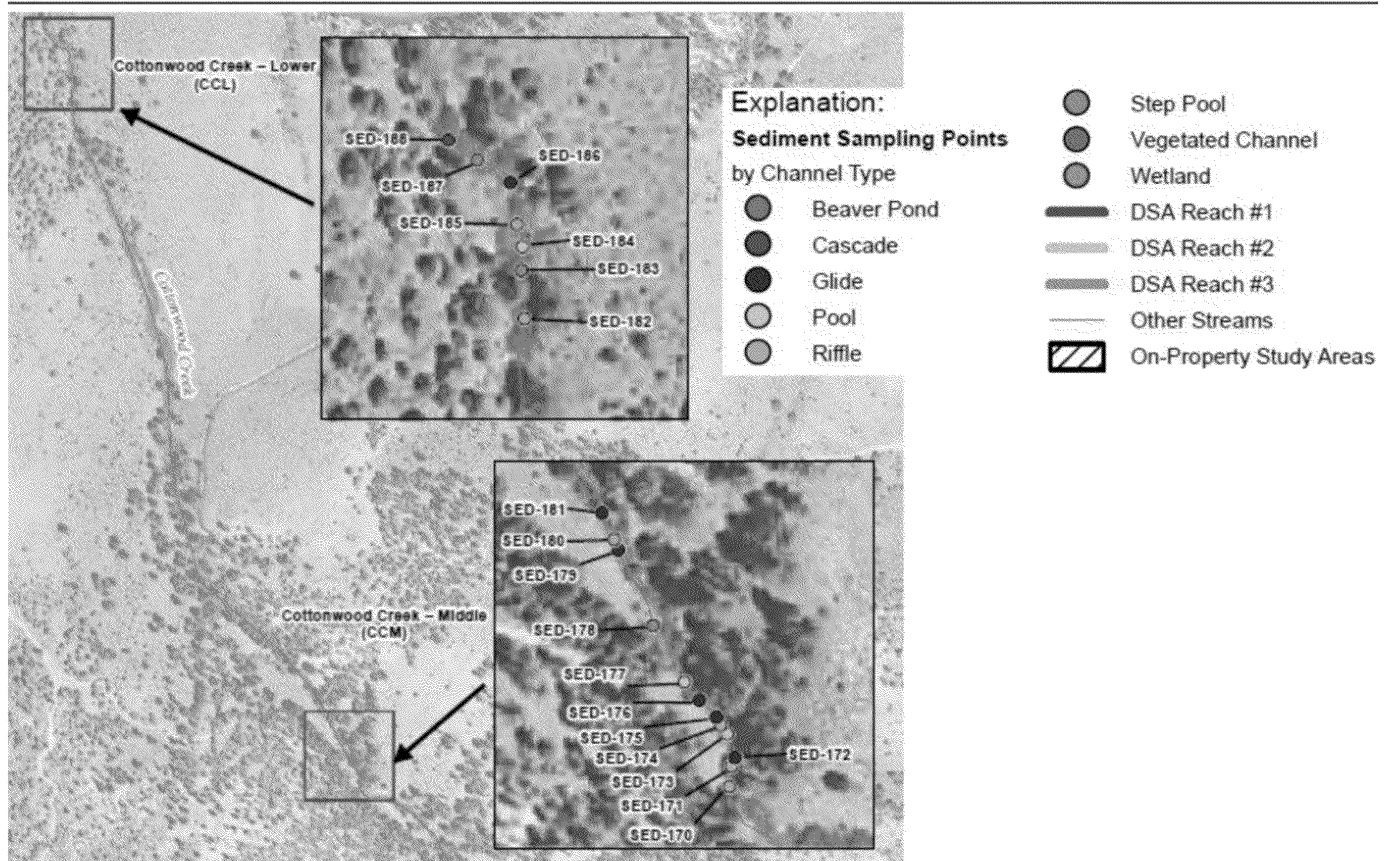 Cottonwood Creek – Lower
(CCL)
SED-188
SED-187
SED-186
SED-185
SED-184
SED-183
SED-182
Cottonwood Creek
Explanation:
Sediment Sampling Points
by Channel Type
Beaver Pond
Cascade
Glide
Pool
Riffle
Step Pool
Vegetated Channel
Wetland
DSA Reach #1
DSA Reach #2
DSA Reach #3
Other Streams
On-Property Study Areas
Cottonwood Creek – Middle
(CCM)
SED-181
SED-180
SED-179
SED-178
SED-177
SED-176
SED-175
SED-174
SED-173
SED-172
SED-171
SED-170